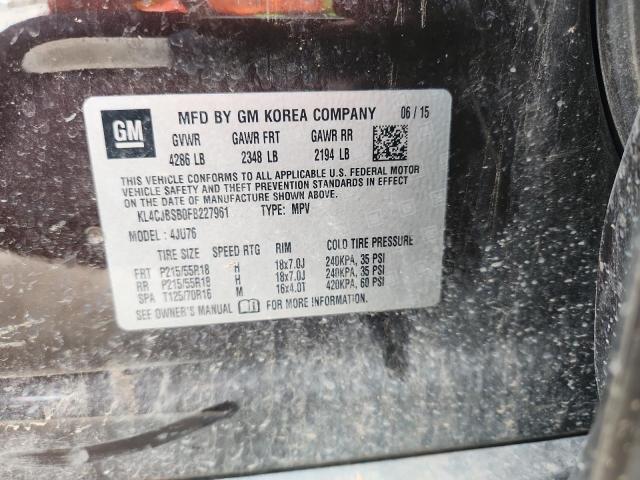 GM
MFD BY GM KOREA COMPANY 06 / 15
GVWR GAWR FRT GAWR RR
4286 LB 2348 LB 2194 LB
THIS VEHICLE CONFORMS TO ALL APPLICABLE U.S. FEDERAL MOTOR
VEHICLE SAFETY AND THEFT PREVENTION STANDARDS IN EFFECT
ON THE DATE OF MANUFACTURE SHOWN ABOVE.
KL4CJBSB0FB227961 TYPE: MPV
MODEL : 4JU76
TIRE SIZE SPEED RTG RIM COLD TIRE PRESSURE
FRT P215/55R18 H 18x7.0J 240KPA, 35 PSI
RR P215/55R18 H 18x7.0J 240KPA, 35 PSI
SPA T125/70R16 M 16x4.0T 420KPA, 60 PSI
SEE OWNER'S MANUAL FOR MORE INFORMATION.